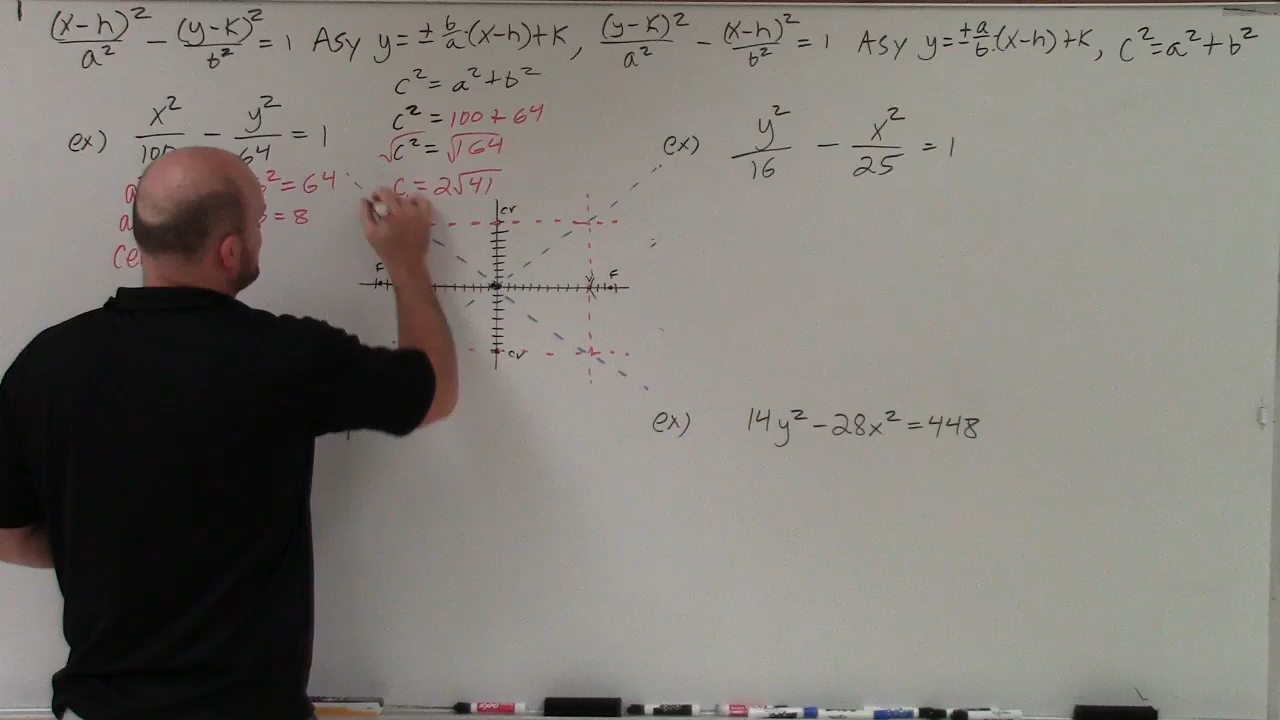 (x-h)²/a² - (y-k)²/b² = 1 Asy y = ± b/a·(x-h)+k, (y-k)²/a² - (x-h)²/b² = 1 Asy y = ± a/b·(x-h)+k, c² = a²+b²
c² = a²+b²
ex) x²/100 - y²/64 = 1
c² = 100 + 64
√c² = √164
c = 2√41
a
² = 64
a
= 8
Ce
ex) y²/16 - x²/25 = 1
cv
F
V
F
cv
ex) 14y² - 28x² = 448